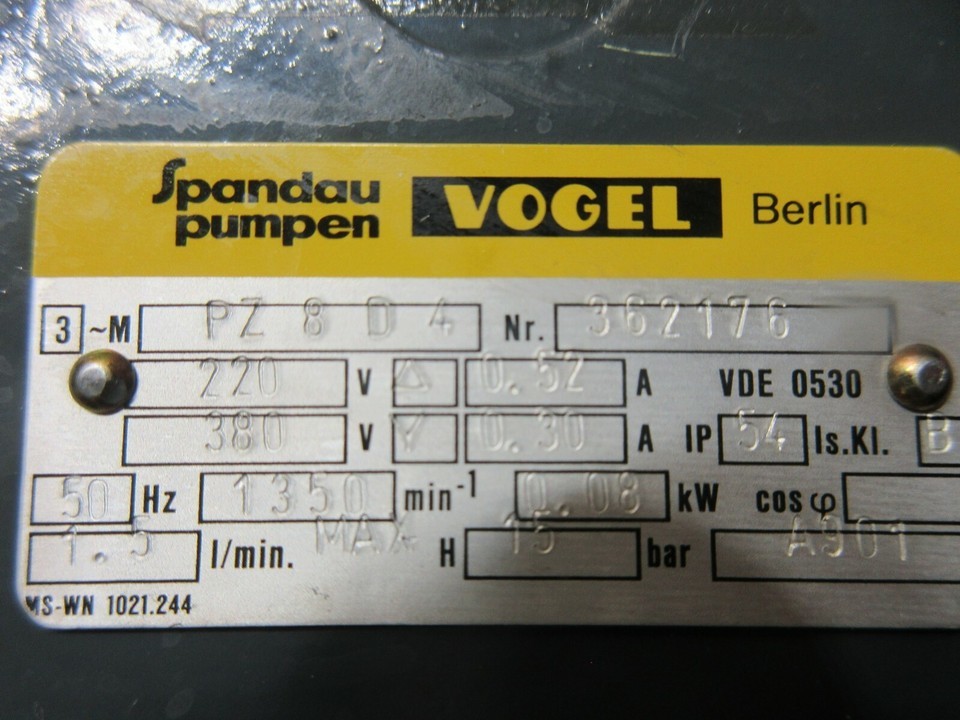 Spandau
pumpen VOGEL Berlin
3 ~M PZ 8 D 4 Nr. 362176
220 V Δ 0.52 A VDE 0530
380 V Y 0.30 A IP 54 Is.Kl. B
50 Hz 1350 min⁻¹ 0.08 kW cos φ
1.5 l/min. MAX H 15 bar A901
MS-WN 1021.244